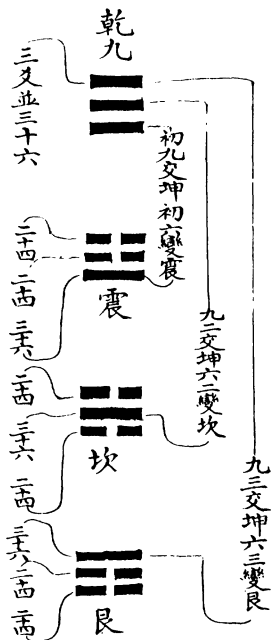 乾九
三爻並三十六
初九交坤初六變震
二十四
二十四
三十六
震
九二交坤六二變坎
二十四
三十六
二十四
坎
九三交坤六三變艮
三十六
二十四
二十四
艮